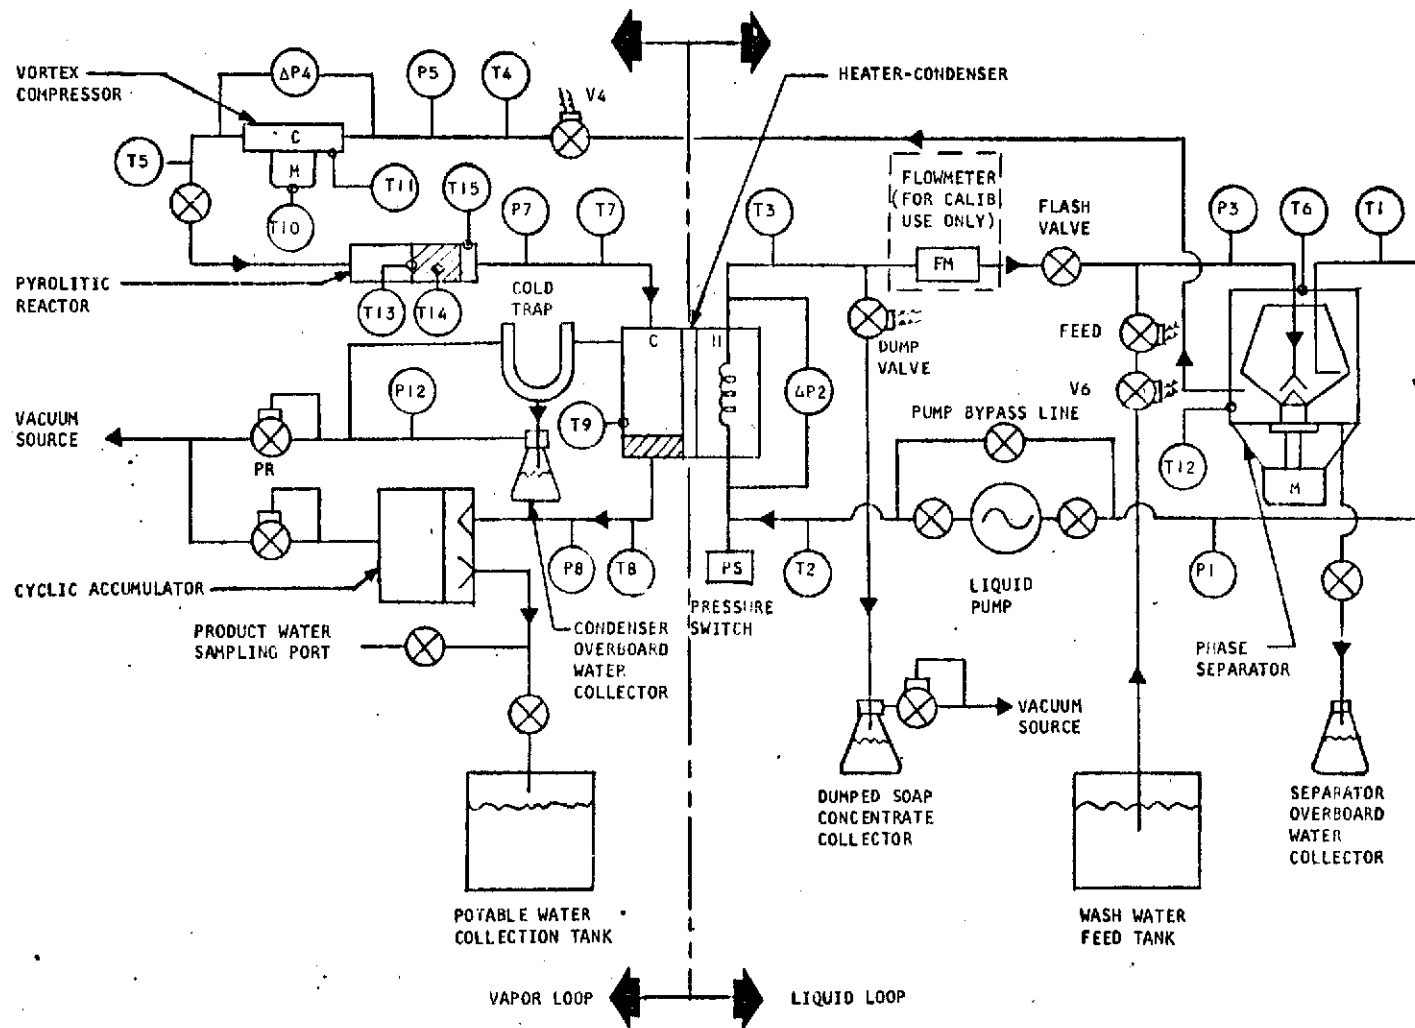 VORTEX
COMPRESSOR
ΔP4
P5
T4
V4
HEATER-CONDENSER
C
M
T5
T11
T10
T15
P7
T7
T3
FLOWMETER
(FOR CALIB
USE ONLY)
FM
FLASH
VALVE
P3
T6
T1
PYROLITIC
REACTOR
T13
T14
COLD
TRAP
C
H
DUMP
VALVE
FEED
V6
ΔP2
P12
T9
PUMP BYPASS LINE
VACUUM
SOURCE
PR
T12
M
P8
T8
PS
PRESSURE
SWITCH
T2
LIQUID
PUMP
P1
CYCLIC ACCUMULATOR
PRODUCT WATER
SAMPLING PORT
CONDENSER
OVERBOARD
WATER
COLLECTOR
PHASE
SEPARATOR
VACUUM
SOURCE
DUMPED SOAP
CONCENTRATE
COLLECTOR
SEPARATOR
OVERBOARD
WATER
COLLECTOR
POTABLE WATER
COLLECTION TANK
WASH WATER
FEED TANK
VAPOR LOOP
LIQUID LOOP